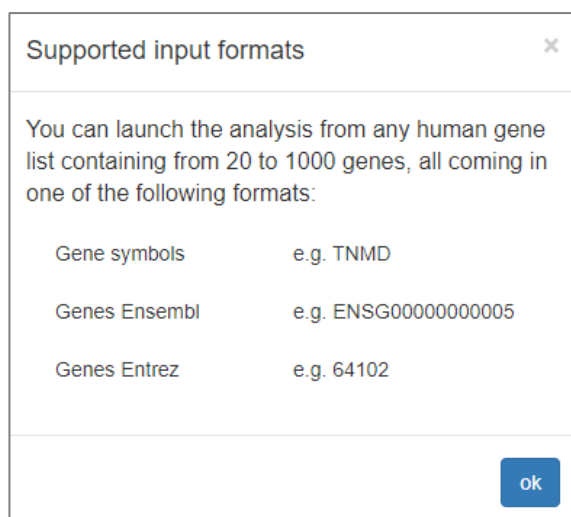 Supported input formats ×
You can launch the analysis from any human gene
list containing from 20 to 1000 genes, all coming in
one of the following formats:
Gene symbols e.g. TNMD
Genes Ensembl e.g. ENSG00000000005
Genes Entrez e.g. 64102
ok